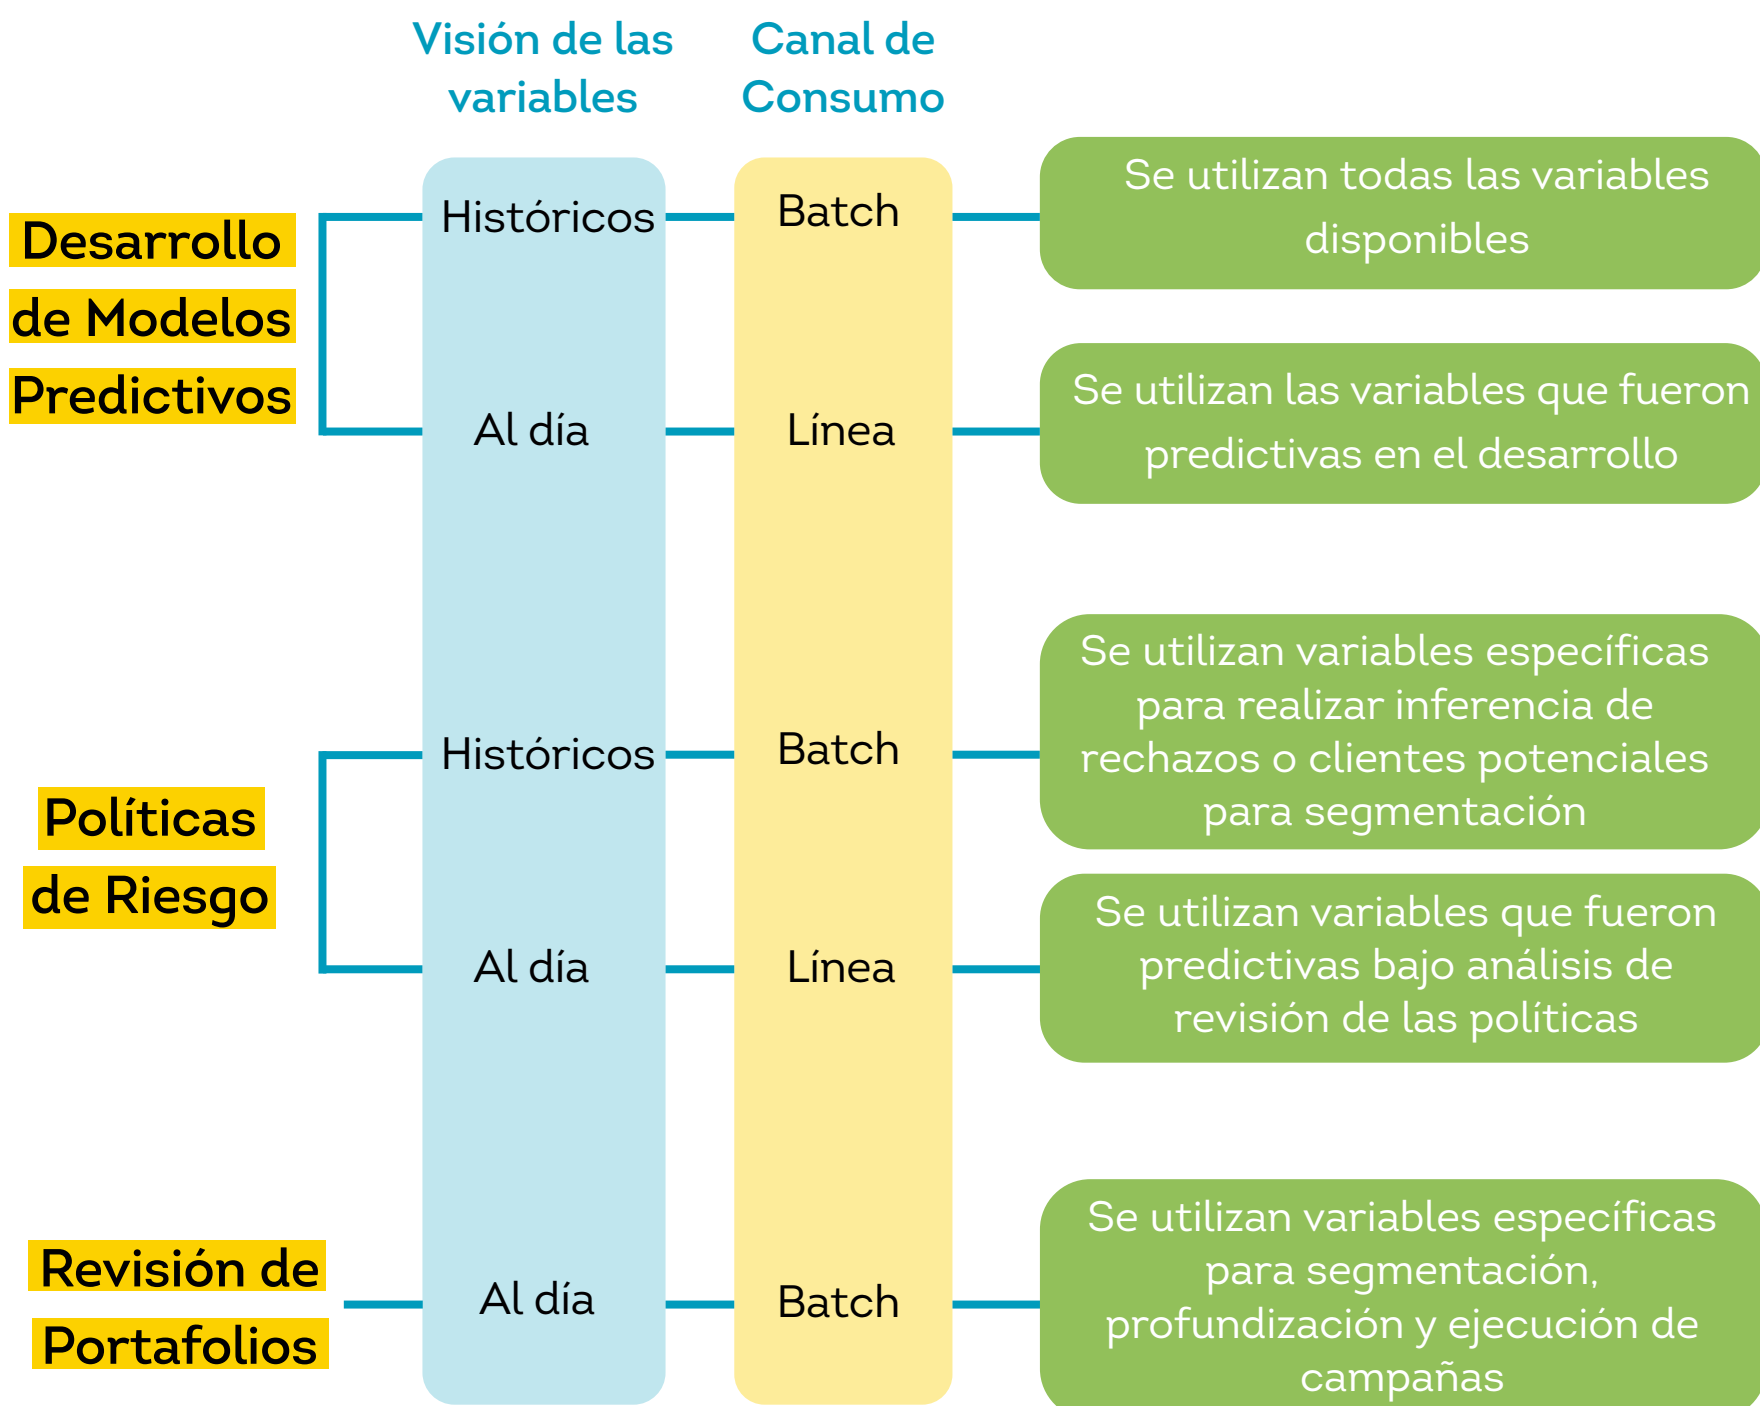 Visión de las
variables
Canal de
Consumo
Desarrollo
de Modelos
Predictivos
Históricos
Batch
Se utilizan todas las variables
disponibles
Al día
Línea
Se utilizan las variables que fueron
predictivas en el desarrollo
Políticas
de Riesgo
Históricos
Batch
Se utilizan variables específicas
para realizar inferencia de
rechazos o clientes potenciales
para segmentación
Al día
Línea
Se utilizan variables que fueron
predictivas bajo análisis de
revisión de las políticas
Revisión de
Portafolios
Al día
Batch
Se utilizan variables específicas
para segmentación,
profundización y ejecución de
campañas